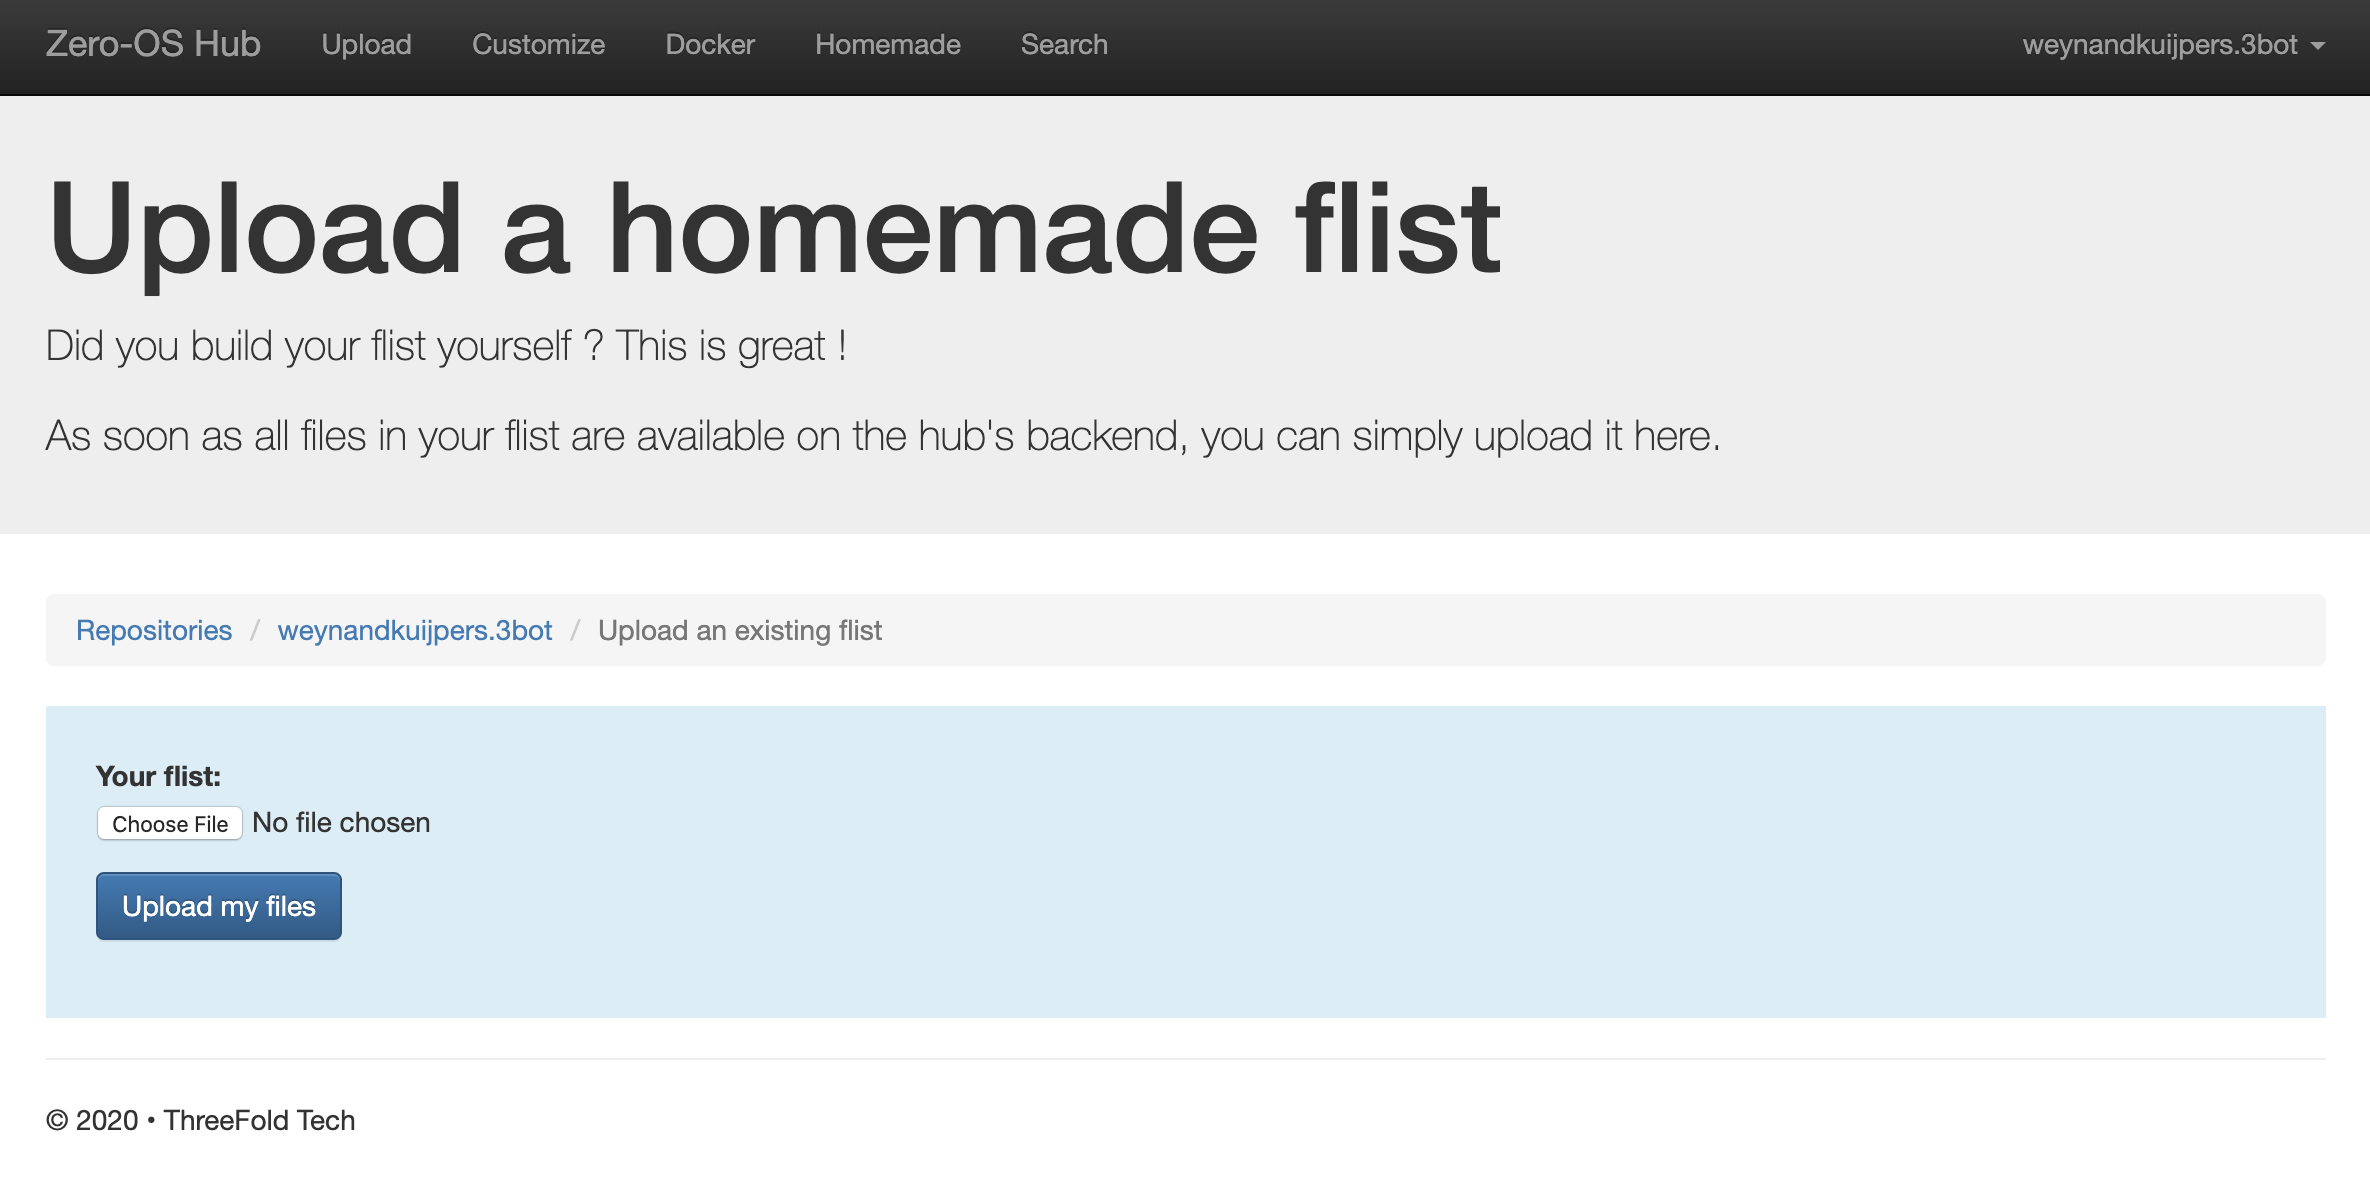 Zero-OS Hub Upload Customize Docker Homemade Search weynandkuijpers.3bot
Upload a homemade flist
Did you build your flist yourself ? This is great !
As soon as all files in your flist are available on the hub's backend, you can simply upload it here.
Repositories / weynandkuijpers.3bot / Upload an existing flist
Your flist:
Choose File No file chosen
Upload my files
© 2020 • ThreeFold Tech